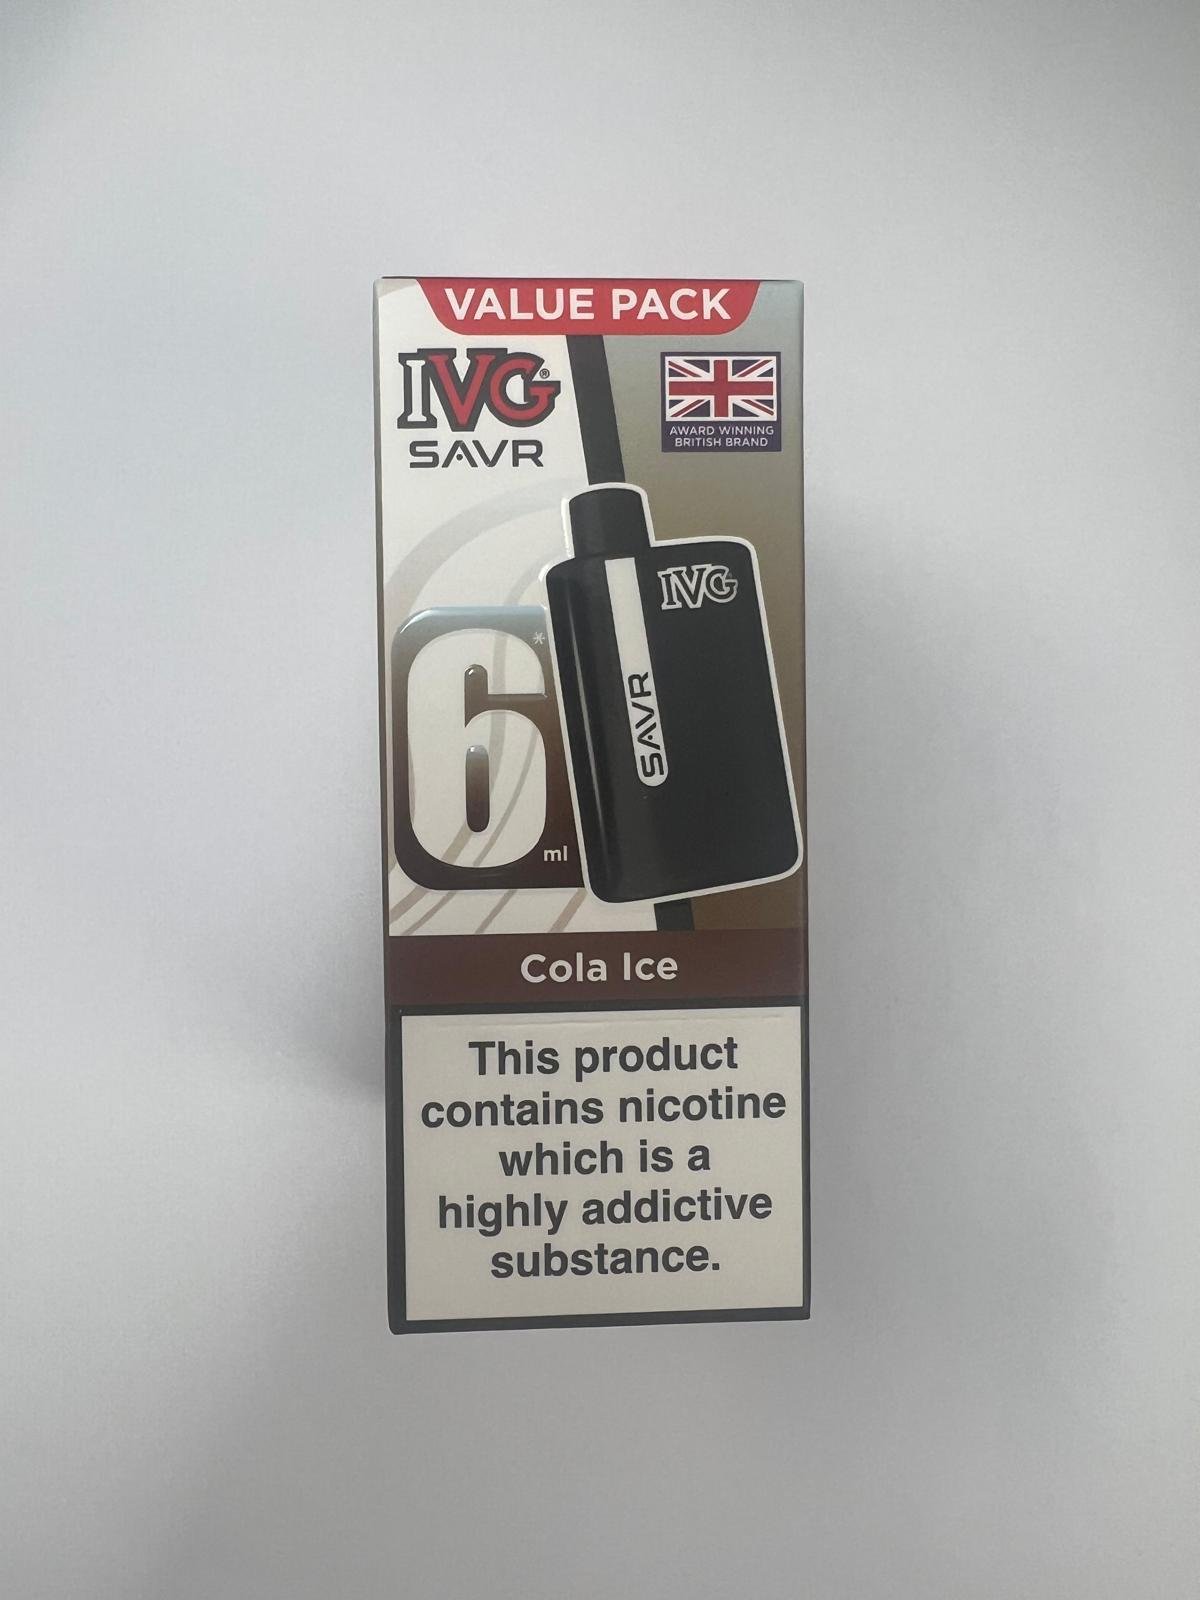 VALUE PACK
IVG®
SAVR
AWARD WINNING
BRITISH BRAND
IVG
SAVR
6*
ml
Cola Ice
This product
contains nicotine
which is a
highly addictive
substance.